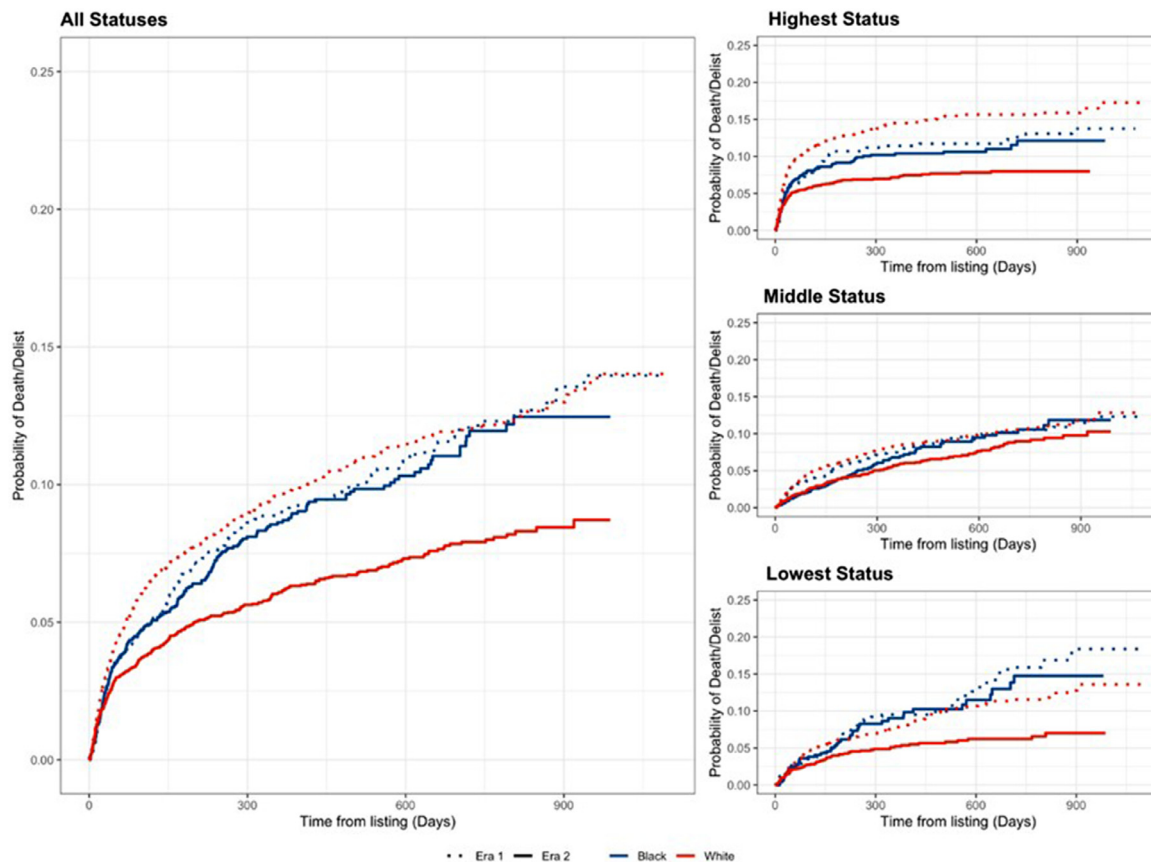 All Statuses
0.25
0.20
0.15
0.10
0.05
0.00
0 300 600 900
Probability of Death/Delist
Time from listing (Days)
Highest Status
0.25
0.20
0.15
0.10
0.05
0.00
0 300 600 900
Probability of Death/Delist
Time from listing (Days)
Middle Status
0.25
0.20
0.15
0.10
0.05
0.00
0 300 600 900
Probability of Death/Delist
Time from listing (Days)
Lowest Status
0.25
0.20
0.15
0.10
0.05
0.00
0 300 600 900
Probability of Death/Delist
Time from listing (Days)
Era 1 Era 2 Black White